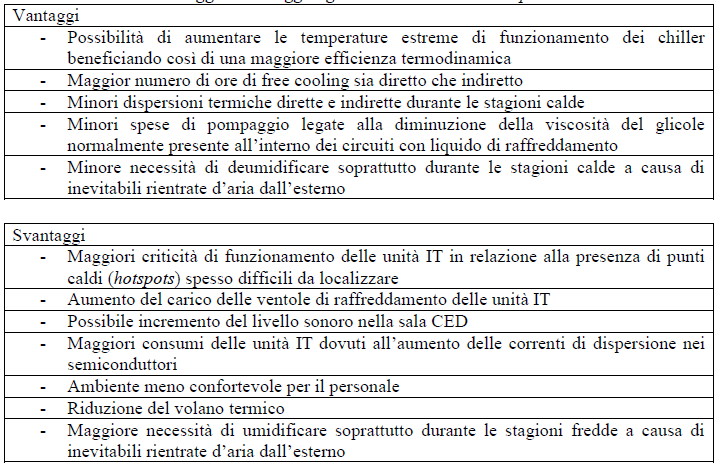 Vantaggi
- Possibilità di aumentare le temperature estreme di funzionamento dei chiller
beneficiando così di una maggiore efficienza termodinamica
- Maggior numero di ore di free cooling sia diretto che indiretto
- Minori dispersioni termiche dirette e indirette durante le stagioni calde
- Minori spese di pompaggio legate alla diminuzione della viscosità del glicole
normalmente presente all'interno dei circuiti con liquido di raffreddamento
- Minore necessità di deumidificare soprattutto durante le stagioni calde a causa di
inevitabili rientrate d'aria dall'esterno
Svantaggi
- Maggiori criticità di funzionamento delle unità IT in relazione alla presenza di punti
caldi (hotspots) spesso difficili da localizzare
- Aumento del carico delle ventole di raffreddamento delle unità IT
- Possibile incremento del livello sonoro nella sala CED
- Maggiori consumi delle unità IT dovuti all'aumento delle correnti di dispersione nei
semiconduttori
- Ambiente meno confortevole per il personale
- Riduzione del volano termico
- Maggiore necessità di umidificare soprattutto durante le stagioni fredde a causa di
inevitabili rientrate d'aria dall'esterno